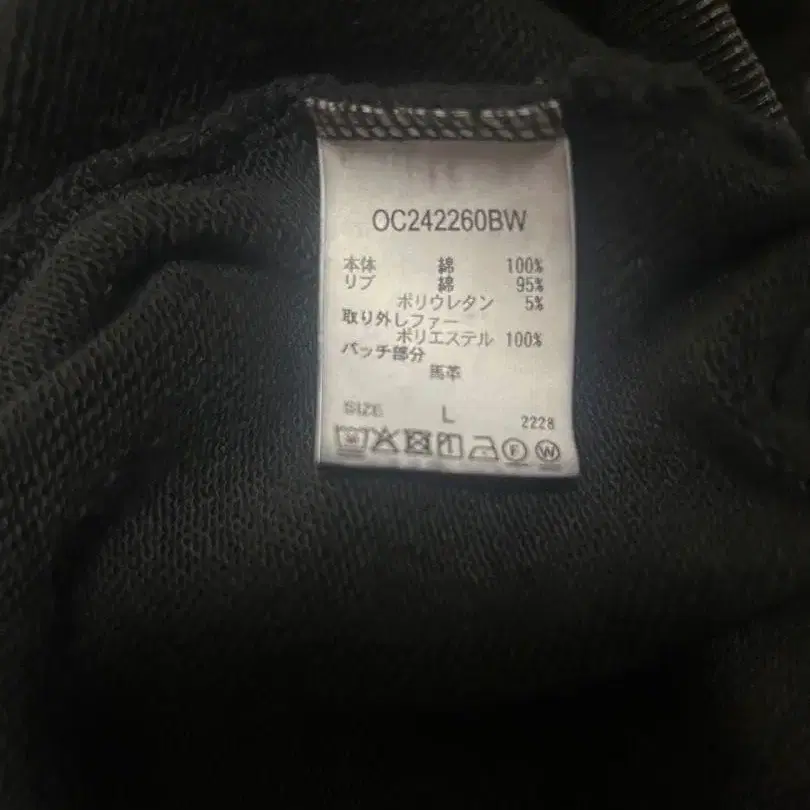 OC242260BW
本体 綿 100%
リブ 綿 95%
ポリウレタン 5%
取り外しファー
ポリエステル 100%
パッチ部分
馬革
SIZE L 2228
F W